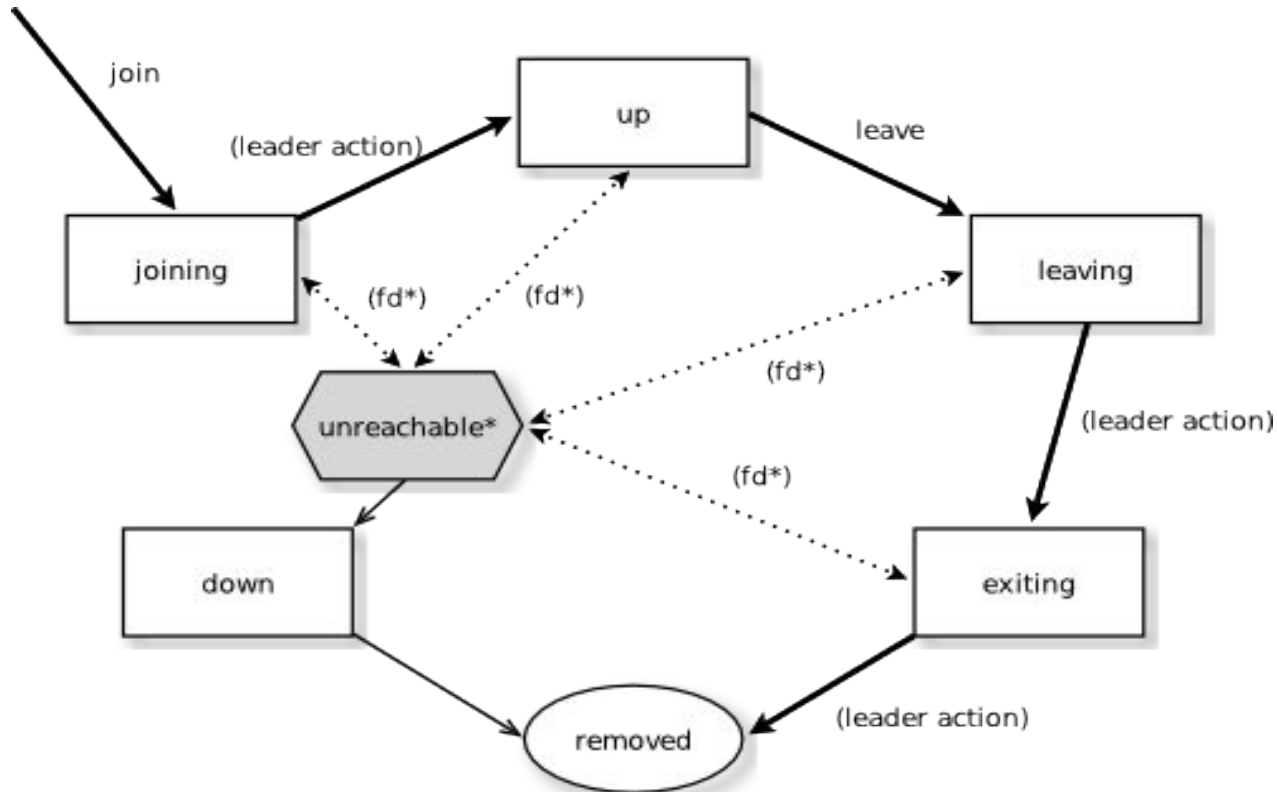 join
up
(leader action)
leave
joining
leaving
(fd*)
(fd*)
(fd*)
unreachable*
(leader action)
(fd*)
down
exiting
(leader action)
removed